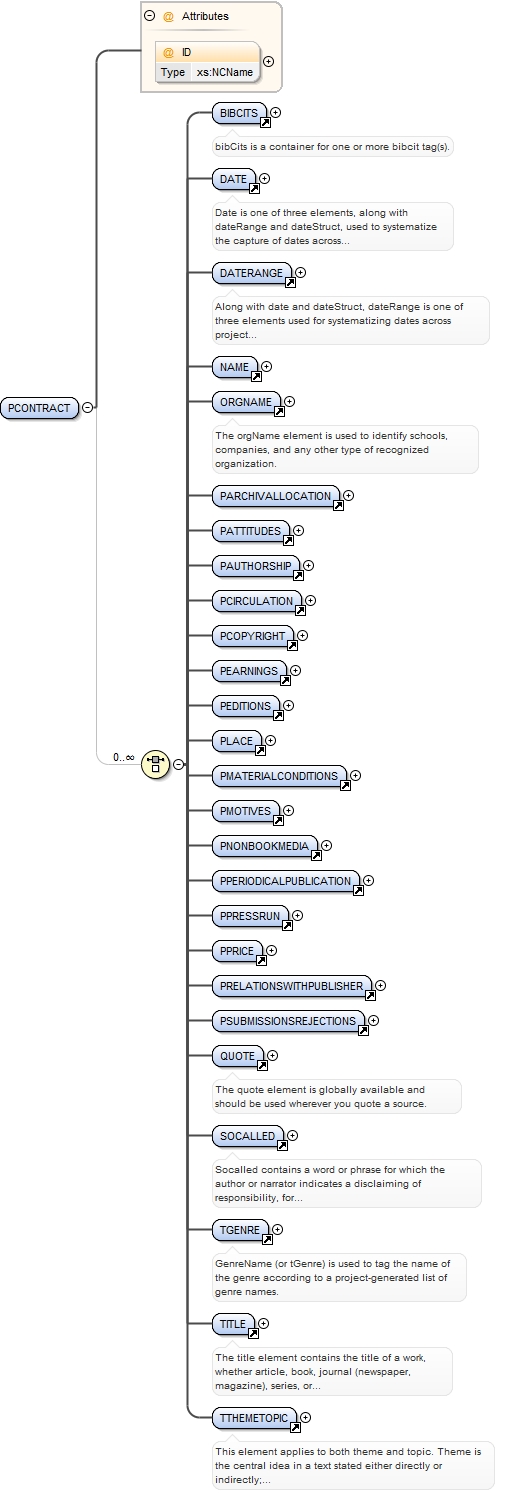 Attributes
ID
Type xs:NCName
BIBCITS
bibCits is a container for one or more bibcit tag(s).
DATE
Date is one of three elements, along with
dateRange and dateStruct, used to systematize
the capture of dates across...
DATERANGE
Along with date and dateStruct, dateRange is one of
three elements used for systematizing dates across
project...
NAME
PCONTRACT
ORGNAME
The orgName element is used to identify schools,
companies, and any other type of recognized
organization.
PARCHIVALLOCATION
PATTITUDES
PAUTHORSHIP
PCIRCULATION
PCOPYRIGHT
PEARNINGS
PEDITIONS
PLACE
0..∞
PMATERIALCONDITIONS
PMOTIVES
PNONBOOKMEDIA
PPERIODICALPUBLICATION
PPRESSRUN
PPRICE
PRELATIONSWITHPUBLISHER
PSUBMISSIONSREJECTIONS
QUOTE
The quote element is globally available and
should be used wherever you quote a source.
SOCALLED
Socalled contains a word or phrase for which the
author or narrator indicates a disclaiming of
responsibility, for...
TGENRE
GenreName (or tGenre) is used to tag the name of
the genre according to a project-generated list of
genre names.
TITLE
The title element contains the title of a work,
whether article, book, journal (newspaper,
magazine), series, or...
TTHEMETOPIC
This element applies to both theme and topic. Theme is
the central idea in a text stated either directly or
indirectly;...